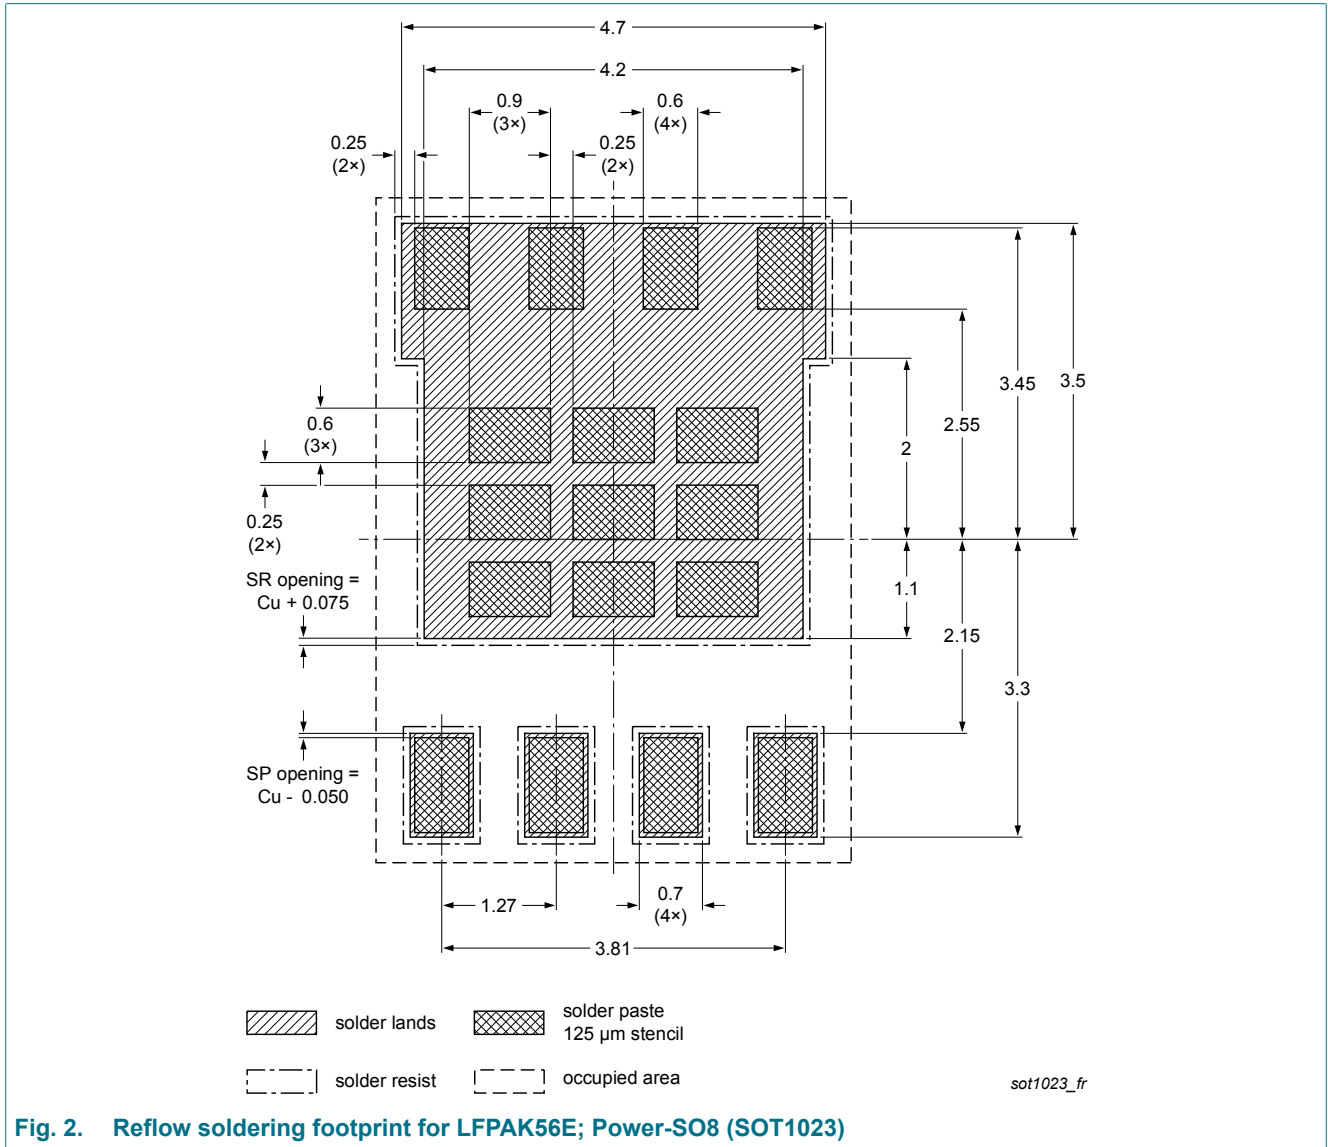 4.7
4.2
0.9
(3×)
0.6
(4×)
0.25
(2×)
0.25
(2×)
3.45
3.5
2.55
2
0.6
(3×)
0.25
(2×)
SR opening =
Cu + 0.075
1.1
2.15
3.3
SP opening =
Cu - 0.050
1.27
0.7
(4×)
3.81
solder lands
solder paste
125 µm stencil
solder resist
occupied area
sot1023_fr
Fig. 2. Reflow soldering footprint for LFPAK56E; Power-SO8 (SOT1023)